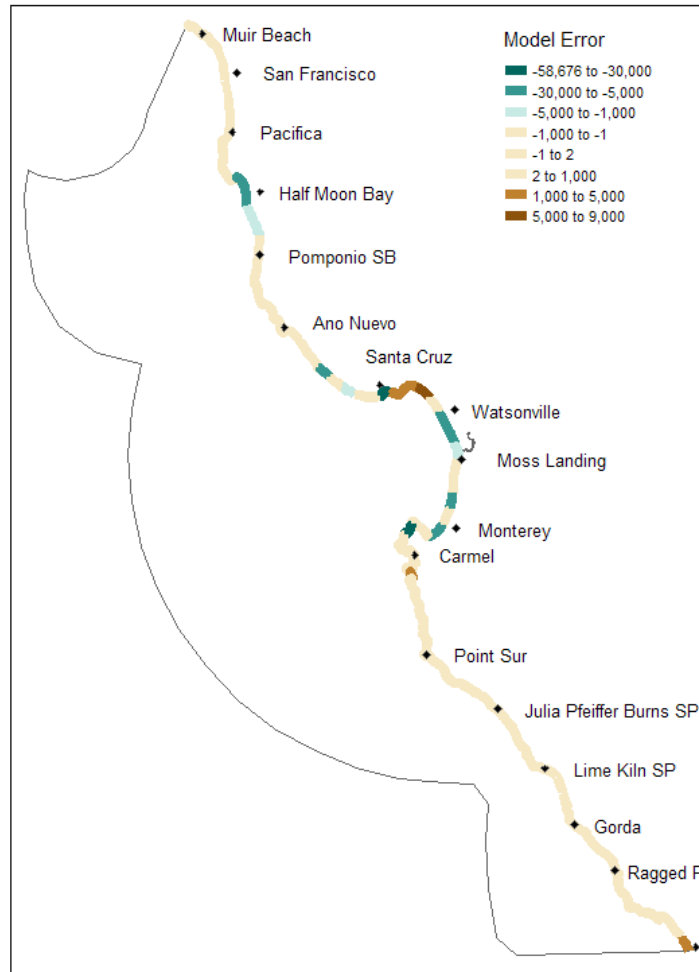 Muir Beach
Model Error
San Francisco
-58,676 to -30,000
-30,000 to -5,000
-5,000 to -1,000
-1,000 to -1
-1 to 2
2 to 1,000
1,000 to 5,000
5,000 to 9,000
Pacifica
Half Moon Bay
Pomponio SB
Ano Nuevo
Santa Cruz
Watsonville
Moss Landing
Monterey
Carmel
Point Sur
Julia Pfeiffer Burns SP
Lime Kiln SP
Gorda
Ragged